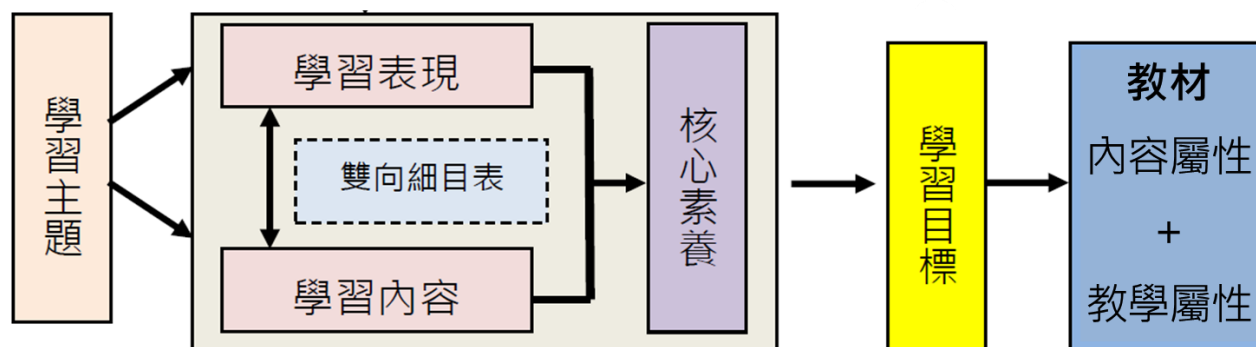 學習主題
學習表現
雙向細目表
學習內容
核心素養
學習目標
教材
內容屬性
+
教學屬性